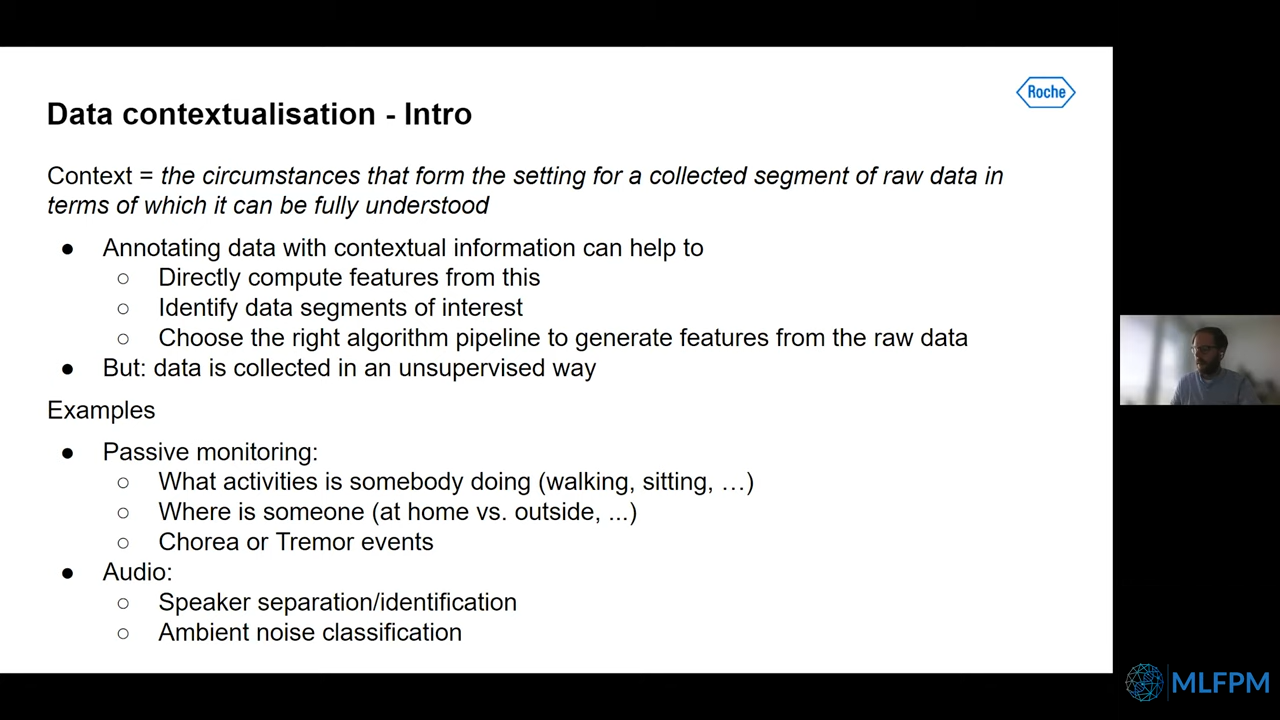 Roche
Data contextualisation - Intro
Context = the circumstances that form the setting for a collected segment of raw data in
terms of which it can be fully understood
● Annotating data with contextual information can help to
○ Directly compute features from this
○ Identify data segments of interest
○ Choose the right algorithm pipeline to generate features from the raw data
● But: data is collected in an unsupervised way
Examples
● Passive monitoring:
○ What activities is somebody doing (walking, sitting, …)
○ Where is someone (at home vs. outside, ...)
○ Chorea or Tremor events
● Audio:
○ Speaker separation/identification
○ Ambient noise classification
MLFPM